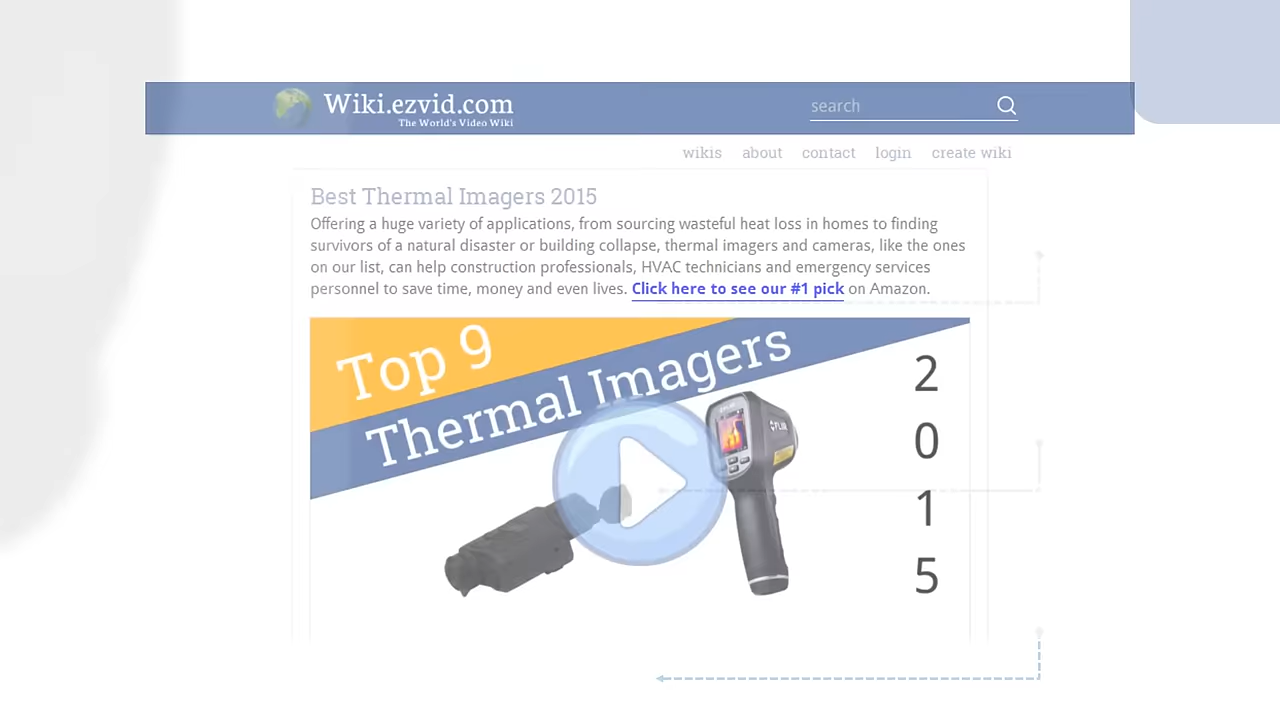 Wiki.ezvid.com
The World's Video Wiki
search
wikis about contact login create wiki
Best Thermal Imagers 2015
Offering a huge variety of applications, from sourcing wasteful heat loss in homes to finding
survivors of a natural disaster or building collapse, thermal imagers and cameras, like the ones
on our list, can help construction professionals, HVAC technicians and emergency services
personnel to save time, money and even lives. Click here to see our #1 pick on Amazon.
Top 9
Thermal Imagers
2
0
1
5
FLIR